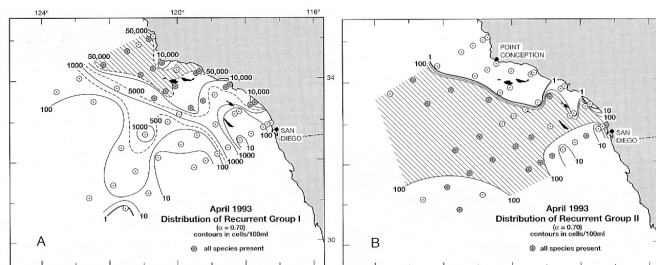 124° 120° 116°
50,000
50,000
10,000
10,000
1000
50,000
5000
10,000
34
100
500
1000
100
1000
1000
SAN
DIEGO
10
1
10
April 1993
Distribution of Recurrent Group I
(α = 0.70)
contours in cells/100ml
all species present
A
30
POINT
CONCEPTION
1
100
1
1
10
100
SAN
DIEGO
10
100
100
100
April 1993
Distribution of Recurrent Group II
(α = 0.70)
contours in cells/100ml
all species present
B